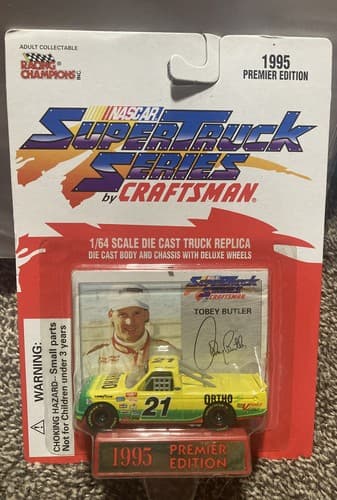 ADULT COLLECTABLE
RACING
CHAMPIONS INC.
1995
PREMIER EDITION
NASCAR
SUPERTRUCK
SERIES
by CRAFTSMAN®
1/64 SCALE DIE CAST TRUCK REPLICA
DIE CAST BODY AND CHASSIS WITH DELUXE WHEELS
SUPERTRUCK
SERIES
CRAFTSMAN
TOBEY BUTLER
WARNING:
CHOKING HAZARD- Small parts
Not for Children under 3 years
ORTHO
21
1995 PREMIER
EDITION